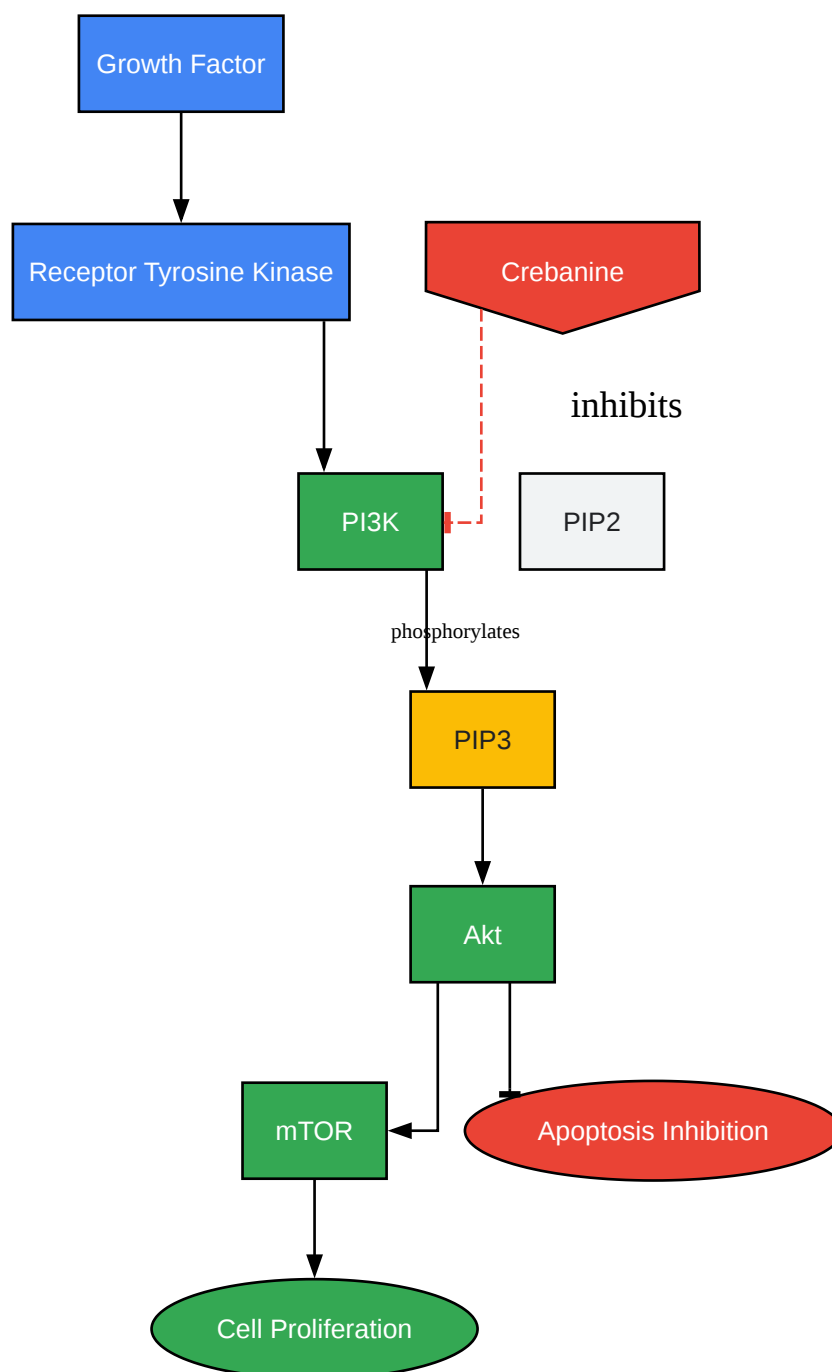 Growth Factor
Receptor Tyrosine Kinase
Crebanine
inhibits
PI3K
PIP2
phosphorylates
PIP3
Akt
mTOR
Apoptosis Inhibition
Cell Proliferation